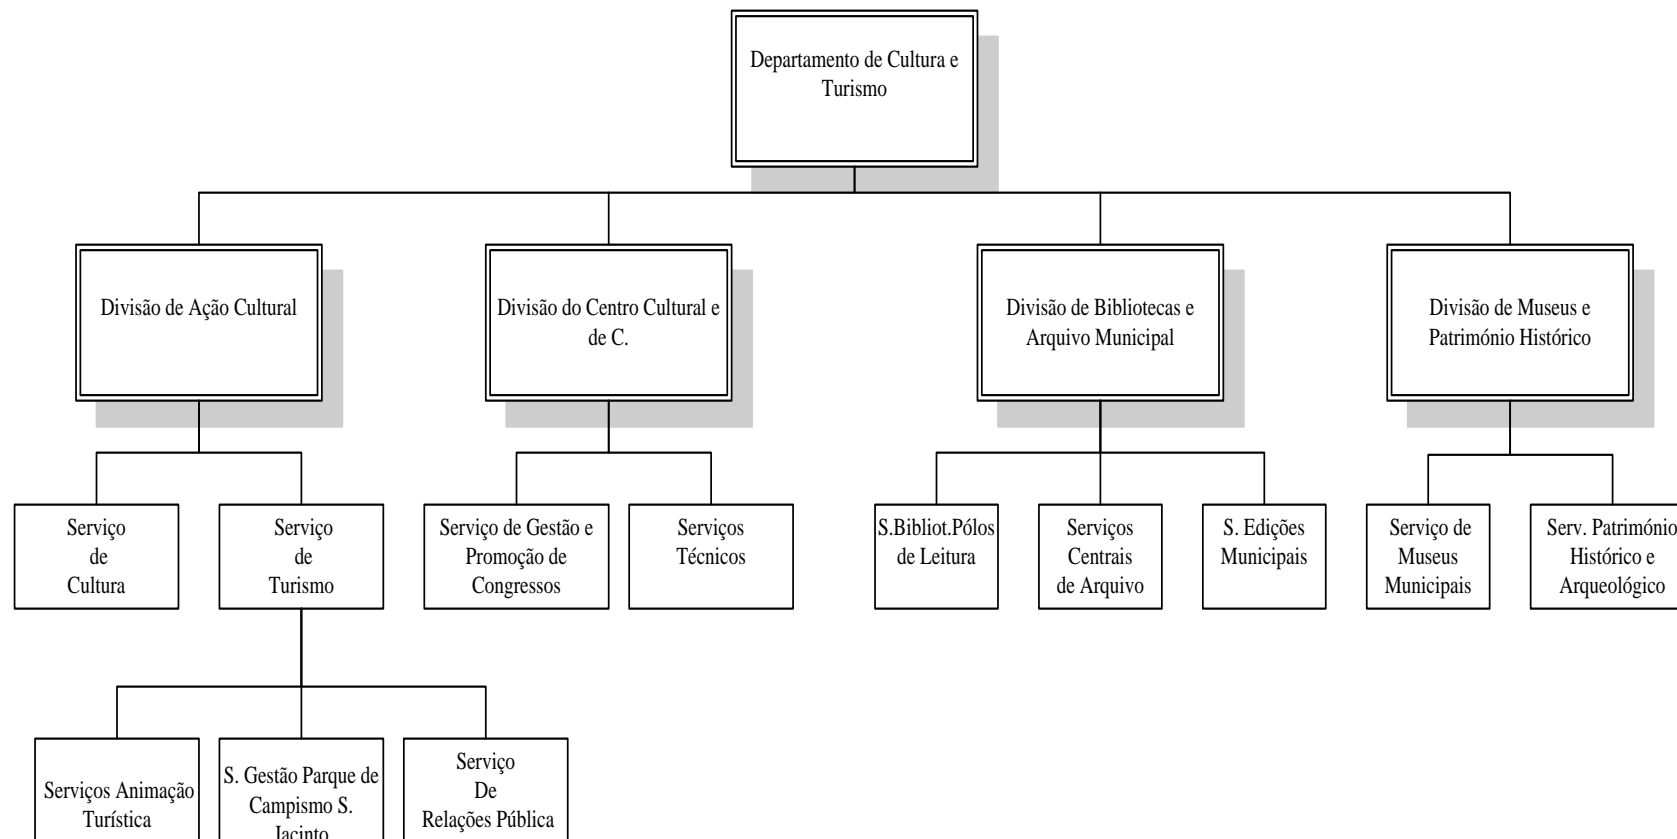 Departamento de Cultura e
Turismo
Divisão de Ação Cultural
Divisão do Centro Cultural e
de C.
Divisão de Bibliotecas e
Arquivo Municipal
Divisão de Museus e
Património Histórico
Serviço
de
Cultura
Serviço
de
Turismo
Serviço de Gestão e
Promoção de
Congressos
Serviços
Técnicos
S.Bibliot.Pólos
de Leitura
Serviços
Centrais
de Arquivo
S. Edições
Municipais
Serviço de
Museus
Municipais
Serv. Património
Histórico e
Arqueológico
Serviços Animação
Turística
S. Gestão Parque de
Campismo S.
Jacinto
Serviço
De
Relações Pública